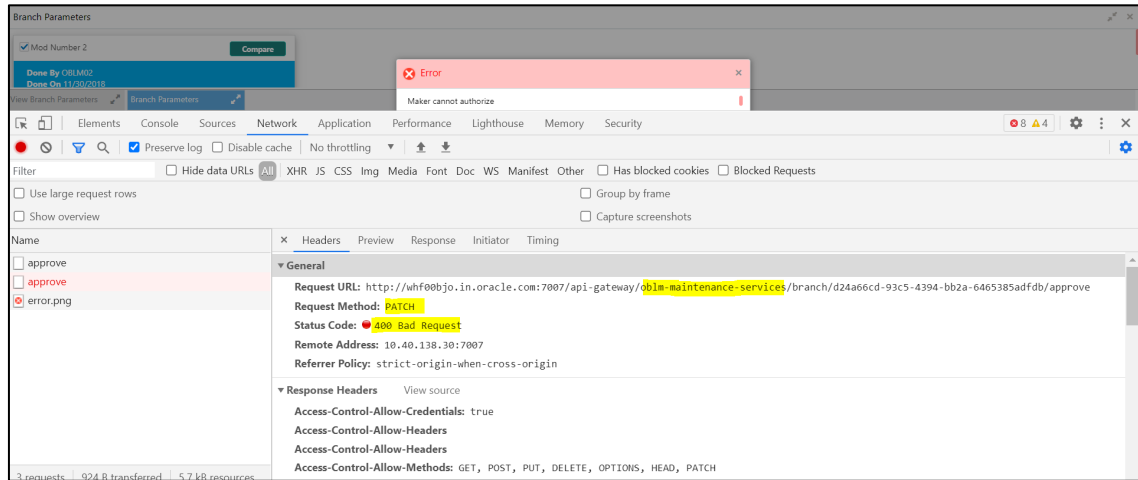 Branch Parameters
Mod Number 2
Compare
Done By OBLM02
Done On 11/30/2018
Error
Maker cannot authorize
View Branch Parameters
Branch Parameters
Elements Console Sources Network Application Performance Lighthouse Memory Security 8 4
Preserve log Disable cache No throttling
Filter Hide data URLs All XHR JS CSS Img Media Font Doc WS Manifest Other Has blocked cookies Blocked Requests
Use large request rows Group by frame
Show overview Capture screenshots
Name
approve
approve
error.png
3 requests 924 B transferred 5.7 kB resources
Headers Preview Response Initiator Timing
General
Request URL: http://whf00bjo.in.oracle.com:7007/api-gateway/oblm-maintenance-services/branch/d24a66cd-93c5-4394-bb2a-6465385adfdb/approve
Request Method: PATCH
Status Code: 400 Bad Request
Remote Address: 10.40.138.30:7007
Referrer Policy: strict-origin-when-cross-origin
Response Headers View source
Access-Control-Allow-Credentials: true
Access-Control-Allow-Headers
Access-Control-Allow-Headers
Access-Control-Allow-Methods: GET, POST, PUT, DELETE, OPTIONS, HEAD, PATCH